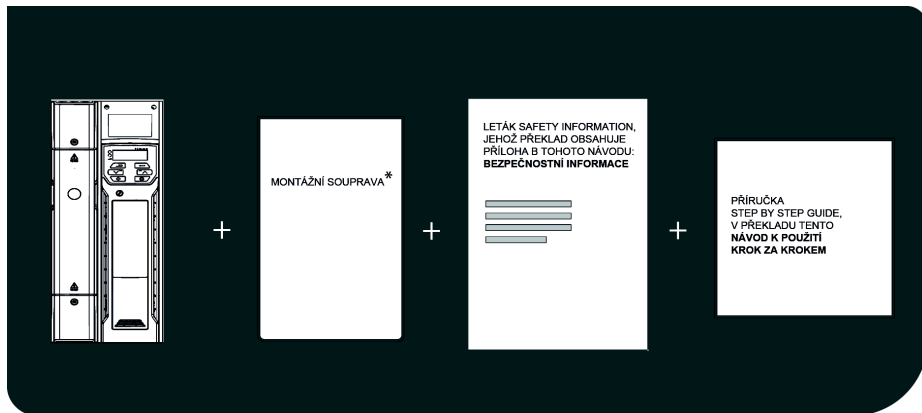 MONTÁŽNÍ SOUPRAVA*
LETÁK SAFETY INFORMATION,
JEHOŽ PŘEKLAD OBSAHUJE
PŘÍLOHA B TOHOTO NÁVODU:
BEZPEČNOSTNÍ INFORMACE
PŘÍRUČKA
STEP BY STEP GUIDE,
V PŘEKLADU TENTO
NÁVOD K POUŽITÍ
KROK ZA KROKEM